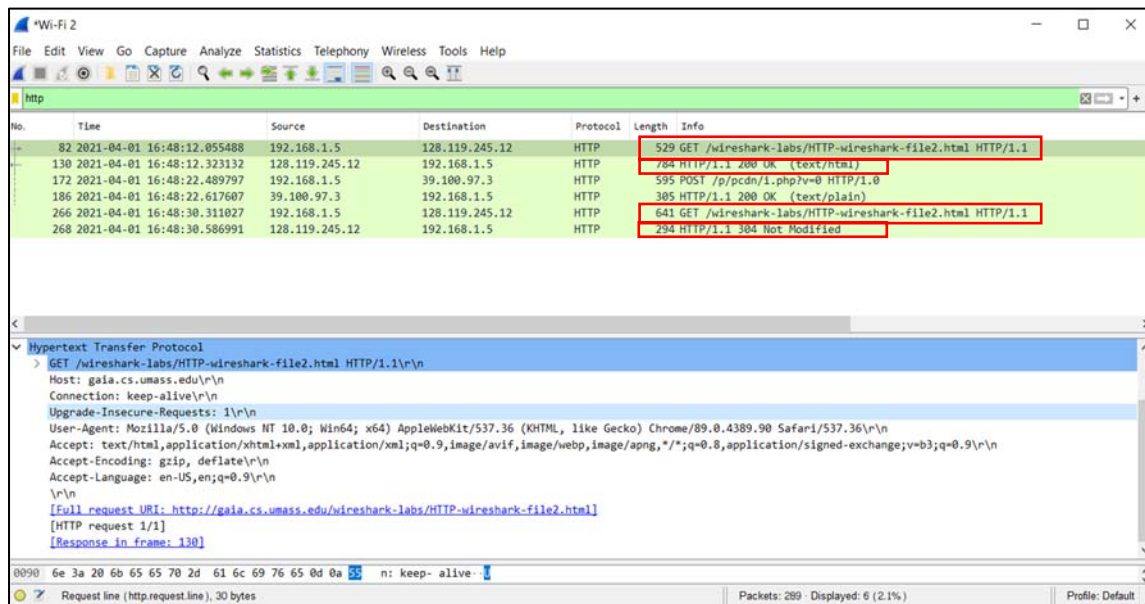 *Wi-Fi 2
File Edit View Go Capture Analyze Statistics Telephony Wireless Tools Help
http
No. Time Source Destination Protocol Length Info
82 2021-04-01 16:48:12.055488 192.168.1.5 128.119.245.12 HTTP 529 GET /wireshark-labs/HTTP-wireshark-file2.html HTTP/1.1
130 2021-04-01 16:48:12.323132 128.119.245.12 192.168.1.5 HTTP 784 HTTP/1.1 200 OK (text/html)
172 2021-04-01 16:48:22.489797 192.168.1.5 39.100.97.3 HTTP 595 POST /p/pcdn/i.php?v=0 HTTP/1.0
186 2021-04-01 16:48:22.617607 39.100.97.3 192.168.1.5 HTTP 305 HTTP/1.1 200 OK (text/plain)
266 2021-04-01 16:48:30.311027 192.168.1.5 128.119.245.12 HTTP 641 GET /wireshark-labs/HTTP-wireshark-file2.html HTTP/1.1
268 2021-04-01 16:48:30.586991 128.119.245.12 192.168.1.5 HTTP 294 HTTP/1.1 304 Not Modified
Hypertext Transfer Protocol
GET /wireshark-labs/HTTP-wireshark-file2.html HTTP/1.1\r\n
Host: gaia.cs.umass.edu\r\n
Connection: keep-alive\r\n
Upgrade-Insecure-Requests: 1\r\n
User-Agent: Mozilla/5.0 (Windows NT 10.0; Win64; x64) AppleWebKit/537.36 (KHTML, like Gecko) Chrome/89.0.4389.90 Safari/537.36\r\n
Accept: text/html,application/xhtml+xml,application/xml;q=0.9,image/avif,image/webp,image/apng,*/*;q=0.8,application/signed-exchange;v=b3;q=0.9\r\n
Accept-Encoding: gzip, deflate\r\n
Accept-Language: en-US,en;q=0.9\r\n
\r\n
[Full request URI: http://gaia.cs.umass.edu/wireshark-labs/HTTP-wireshark-file2.html]
[HTTP request 1/1]
[Response in frame: 130]
0090 6e 3a 20 6b 65 65 70 2d 61 6c 69 76 65 0d 0a 55 n: keep- alive··U
Request line (http.request.line), 30 bytes Packets: 289 · Displayed: 6 (2.1%) Profile: Default